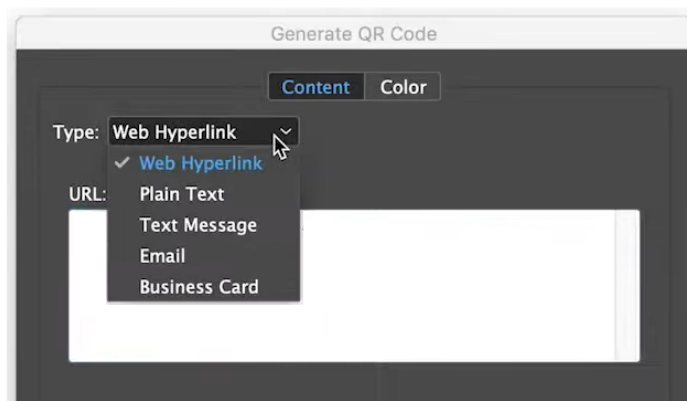 Generate QR Code
Content Color
Type: Web Hyperlink
Web Hyperlink
URL:
Plain Text
Text Message
Email
Business Card